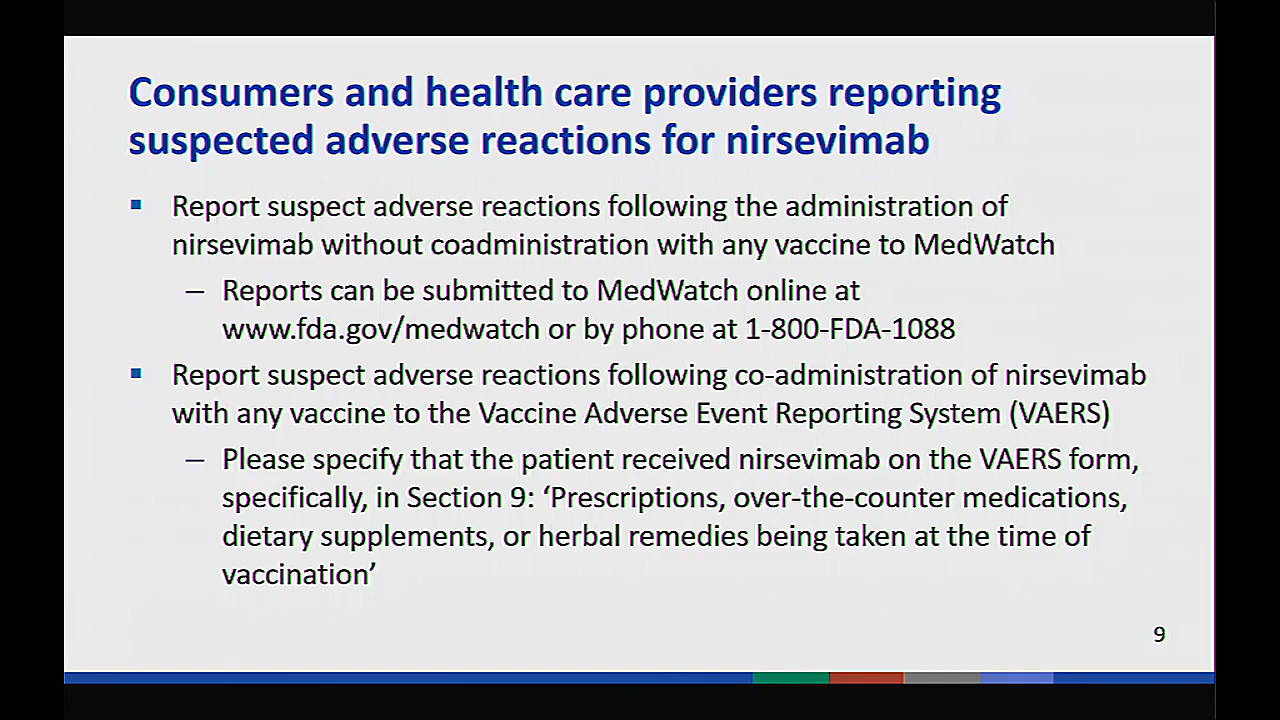 Consumers and health care providers reporting
suspected adverse reactions for nirsevimab
▪ Report suspect adverse reactions following the administration of
nirsevimab without coadministration with any vaccine to MedWatch
– Reports can be submitted to MedWatch online at
www.fda.gov/medwatch or by phone at 1-800-FDA-1088
▪ Report suspect adverse reactions following co-administration of nirsevimab
with any vaccine to the Vaccine Adverse Event Reporting System (VAERS)
– Please specify that the patient received nirsevimab on the VAERS form,
specifically, in Section 9: ‘Prescriptions, over-the-counter medications,
dietary supplements, or herbal remedies being taken at the time of
vaccination’
9